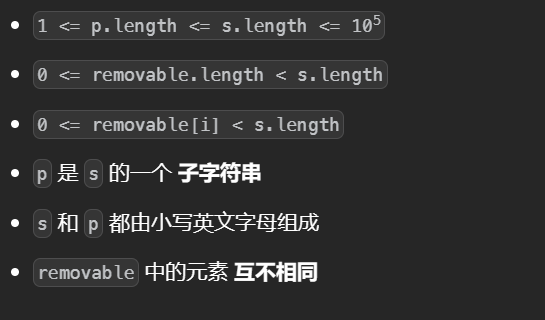 1 <= p.length <= s.length <= 10⁵
0 <= removable.length < s.length
0 <= removable[i] < s.length
p 是 s 的一个 子字符串
s 和 p 都由小写英文字母组成
removable 中的元素 互不相同